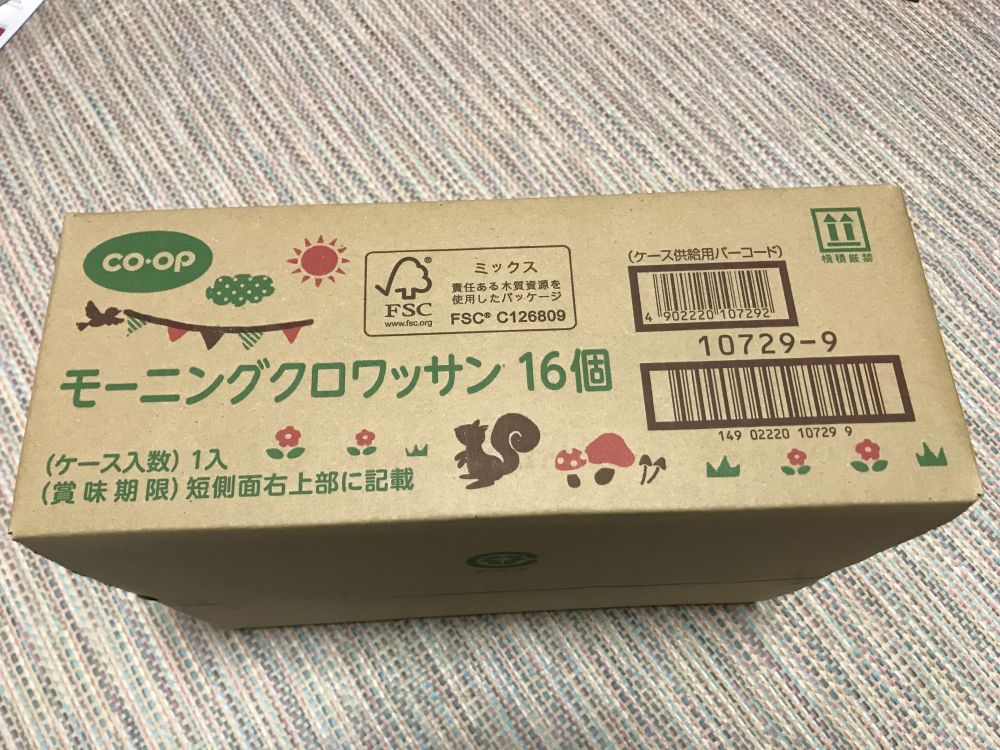 CO·OP
FSC
www.fsc.org
ミックス
責任ある木質資源を
使用したパッケージ
FSC® C126809
(ケース供給用バーコード)
4 902220 107292
10729-9
149 02220 10729 9
横積厳禁
モーニングクロワッサン 16個
(ケース入数) 1入
(賞味期限) 短側面右上部に記載